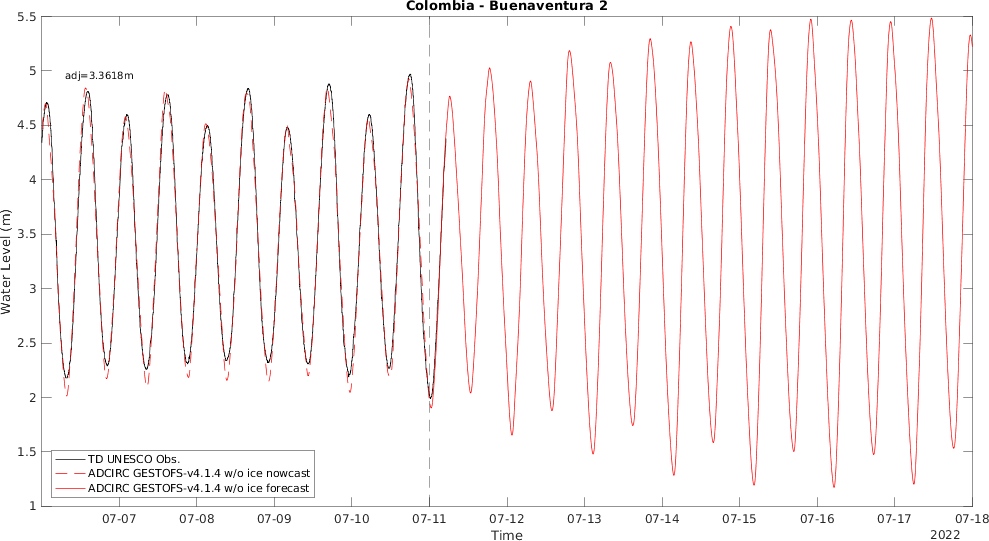 Colombia - Buenaventura 2
adj=3.3618m
5.5
5
4.5
4
3.5
3
2.5
2
1.5
1
Water Level (m)
TD UNESCO Obs.
ADCIRC GESTOFS-v4.1.4 w/o ice nowcast
ADCIRC GESTOFS-v4.1.4 w/o ice forecast
07-07 07-08 07-09 07-10 07-11 07-12 07-13 07-14 07-15 07-16 07-17 07-18
Time
2022